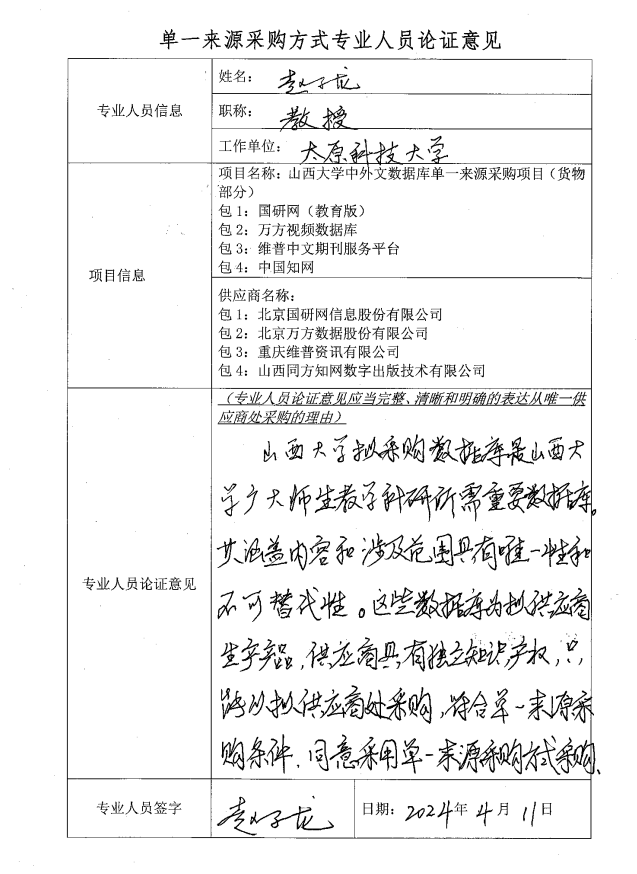 单一来源采购方式专业人员论证意见
专业人员信息
姓名：赵子龙
职称：教授
工作单位：太原科技大学
项目信息
项目名称：山西大学中外文数据库单一来源采购项目（货物
部分）
包 1：国研网（教育版）
包 2：万方视频数据库
包 3：维普中文期刊服务平台
包 4：中国知网
供应商名称：
包 1：北京国研网信息股份有限公司
包 2：北京万方数据股份有限公司
包 3：重庆维普资讯有限公司
包 4：山西同方知网数字出版技术有限公司
专业人员论证意见
（专业人员论证意见应当完整、清晰和明确的表达从唯一供
应商处采购的理由）
山西大学拟采购数据库是山西大
学广大师生教学科研所需重要数据库。
其涵盖内容和涉及范围具有唯一性和
不可替代性。这些数据库为拟供应商
生产产品，供应商具有独立知识产权，只
能从拟供应商处采购，符合单一来源采
购条件，同意采用单一来源采购方式采购。
专业人员签字
赵子龙
日期：2024年4月11日